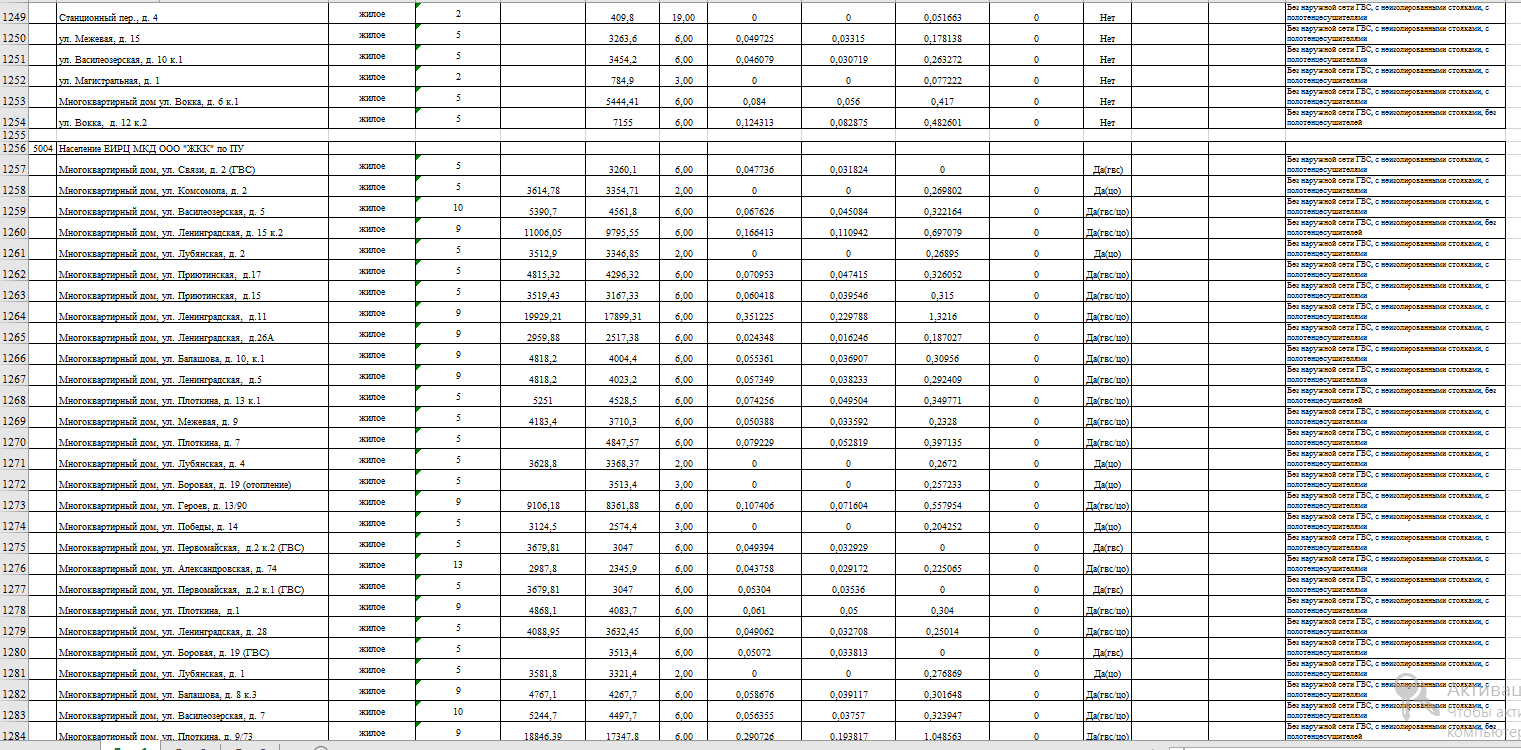 1249 Станционный пер., д. 4 жилое 2 409,8 19,00 0 0 0,051663 0 Нет Без наружной сети ГВС, с неизолированными стояками, с полотенцесушителями
1250 ул. Межевая, д. 15 жилое 5 3263,6 6,00 0,049725 0,03315 0,178138 0 Нет Без наружной сети ГВС, с неизолированными стояками, с полотенцесушителями
1251 ул. Василеозерская, д. 10 к.1 жилое 5 3454,2 6,00 0,046079 0,030719 0,263272 0 Нет Без наружной сети ГВС, с неизолированными стояками, с полотенцесушителями
1252 ул. Магистральная, д. 1 жилое 2 784,9 3,00 0 0 0,077222 0 Нет Без наружной сети ГВС, с неизолированными стояками, с полотенцесушителями
1253 Многоквартирный дом ул. Вокка, д. 6 к.1 жилое 5 5444,41 6,00 0,084 0,056 0,417 0 Нет Без наружной сети ГВС, с неизолированными стояками, с полотенцесушителями
1254 ул. Вокка, д. 12 к.2 жилое 5 7155 6,00 0,124313 0,082875 0,482601 0 Нет Без наружной сети ГВС, с неизолированными стояками, без полотенцесушителей
1255
1256 5004 Население ЕИРЦ МКД ООО "ЖКК" по ПУ
1257 Многоквартирный дом, ул. Связи, д. 2 (ГВС) жилое 5 3260,1 6,00 0,047736 0,031824 0 Да(гвс) Без наружной сети ГВС, с неизолированными стояками, с полотенцесушителями
1258 Многоквартирный дом, ул. Комсомола, д. 2 жилое 5 3614,78 3354,71 2,00 0 0 0,269802 0 Да(цо) Без наружной сети ГВС, с неизолированными стояками, с полотенцесушителями
1259 Многоквартирный дом, ул. Василеозерская, д. 5 жилое 10 5390,7 4561,8 6,00 0,067626 0,045084 0,322164 0 Да(гвс/цо) Без наружной сети ГВС, с неизолированными стояками, с полотенцесушителями
1260 Многоквартирный дом, ул. Ленинградская, д. 15 к.2 жилое 9 11006,05 9795,55 6,00 0,166413 0,110942 0,697079 0 Да(гвс/цо) Без наружной сети ГВС, с неизолированными стояками, без полотенцесушителей
1261 Многоквартирный дом, ул. Лубянская, д. 2 жилое 5 3512,9 3346,85 2,00 0 0 0,26895 0 Да(цо) Без наружной сети ГВС, с неизолированными стояками, с полотенцесушителями
1262 Многоквартирный дом, ул. Приютинская, д.17 жилое 5 4815,32 4296,32 6,00 0,070953 0,047415 0,326052 0 Да(гвс/цо) Без наружной сети ГВС, с неизолированными стояками, с полотенцесушителями
1263 Многоквартирный дом, ул. Приютинская, д.15 жилое 5 3519,43 3167,33 6,00 0,060418 0,039546 0,315 0 Да(гвс/цо) Без наружной сети ГВС, с неизолированными стояками, с полотенцесушителями
1264 Многоквартирный дом, ул. Ленинградская, д.11 жилое 9 19929,21 17899,31 6,00 0,351225 0,229788 1,3216 0 Да(гвс/цо) Без наружной сети ГВС, с неизолированными стояками, с полотенцесушителями
1265 Многоквартирный дом, ул. Ленинградская, д.26А жилое 9 2959,88 2517,38 6,00 0,024348 0,016246 0,187027 0 Да(гвс/цо) Без наружной сети ГВС, с неизолированными стояками, с полотенцесушителями
1266 Многоквартирный дом, ул. Балашова, д. 10, к.1 жилое 9 4818,2 4004,4 6,00 0,055361 0,036907 0,30956 0 Да(гвс/цо) Без наружной сети ГВС, с неизолированными стояками, с полотенцесушителями
1267 Многоквартирный дом, ул. Ленинградская, д.5 жилое 9 4818,2 4023,2 6,00 0,057349 0,038233 0,292409 0 Да(гвс/цо) Без наружной сети ГВС, с неизолированными стояками, с полотенцесушителями
1268 Многоквартирный дом, ул. Плоткина, д. 13 к.1 жилое 5 5251 4528,5 6,00 0,074256 0,049504 0,349771 0 Да(гвс/цо) Без наружной сети ГВС, с неизолированными стояками, без полотенцесушителей
1269 Многоквартирный дом, ул. Межевая, д. 9 жилое 5 4183,4 3710,3 6,00 0,050388 0,033592 0,2328 0 Да(гвс/цо) Без наружной сети ГВС, с неизолированными стояками, с полотенцесушителями
1270 Многоквартирный дом, ул. Плоткина, д. 7 жилое 5 4847,57 6,00 0,079229 0,052819 0,397135 0 Да(гвс/цо) Без наружной сети ГВС, с неизолированными стояками, с полотенцесушителями
1271 Многоквартирный дом, ул. Лубянская, д. 4 жилое 5 3628,8 3368,37 2,00 0 0 0,2672 0 Да(цо) Без наружной сети ГВС, с неизолированными стояками, с полотенцесушителями
1272 Многоквартирный дом, ул. Боровая, д. 19 (отопление) жилое 5 3513,4 3,00 0 0 0,257233 0 Да(цо) Без наружной сети ГВС, с неизолированными стояками, с полотенцесушителями
1273 Многоквартирный дом, ул. Героев, д. 13/90 жилое 9 9106,18 8361,88 6,00 0,107406 0,071604 0,557954 0 Да(гвс/цо) Без наружной сети ГВС, с неизолированными стояками, с полотенцесушителями
1274 Многоквартирный дом, ул. Победы, д. 14 жилое 5 3124,5 2574,4 3,00 0 0 0,204252 0 Да(цо) Без наружной сети ГВС, с неизолированными стояками, с полотенцесушителями
1275 Многоквартирный дом, ул. Первомайская, д.2 к.2 (ГВС) жилое 5 3679,81 3047 6,00 0,049394 0,032929 0 0 Да(гвс) Без наружной сети ГВС, с неизолированными стояками, с полотенцесушителями
1276 Многоквартирный дом, ул. Александровская, д. 74 жилое 13 2987,8 2345,9 6,00 0,043758 0,029172 0,225065 0 Да(гвс/цо) Без наружной сети ГВС, с неизолированными стояками, с полотенцесушителями
1277 Многоквартирный дом, ул. Первомайская, д.2 к.1 (ГВС) жилое 5 3679,81 3047 6,00 0,05304 0,03536 0 0 Да(гвс) Без наружной сети ГВС, с неизолированными стояками, с полотенцесушителями
1278 Многоквартирный дом, ул. Плоткина, д.1 жилое 9 4868,1 4083,7 6,00 0,061 0,05 0,304 0 Да(гвс/цо) Без наружной сети ГВС, с неизолированными стояками, с полотенцесушителями
1279 Многоквартирный дом, ул. Ленинградская, д. 28 жилое 5 4088,95 3632,45 6,00 0,049062 0,032708 0,25014 0 Да(гвс/цо) Без наружной сети ГВС, с неизолированными стояками, с полотенцесушителями
1280 Многоквартирный дом, ул. Боровая, д. 19 (ГВС) жилое 5 3513,4 6,00 0,05072 0,033813 0 0 Да(гвс) Без наружной сети ГВС, с неизолированными стояками, с полотенцесушителями
1281 Многоквартирный дом, ул. Лубянская, д. 1 жилое 5 3581,8 3321,4 2,00 0 0 0,276869 0 Да(цо) Без наружной сети ГВС, с неизолированными стояками, с полотенцесушителями
1282 Многоквартирный дом, ул. Балашова, д. 8 к.3 жилое 9 4767,1 4267,7 6,00 0,058676 0,039117 0,301648 0 Да(гвс/цо) Без наружной сети ГВС, с неизолированными стояками, с полотенцесушителями
1283 Многоквартирный дом, ул. Василеозерская, д. 7 жилое 10 5244,7 4497,7 6,00 0,056355 0,03757 0,323947 0 Да(гвс/цо) Без наружной сети ГВС, с неизолированными стояками, с полотенцесушителями
1284 Многоквартирный дом, ул. Плоткина, д. 9/73 жилое 9 18846,39 17347,8 6,00 0,290726 0,193817 1,048563 0 Да(гвс/цо) Без наружной сети ГВС, с неизолированными стояками, без полотенцесушителей
Активац
Чтобы акти
компьютер